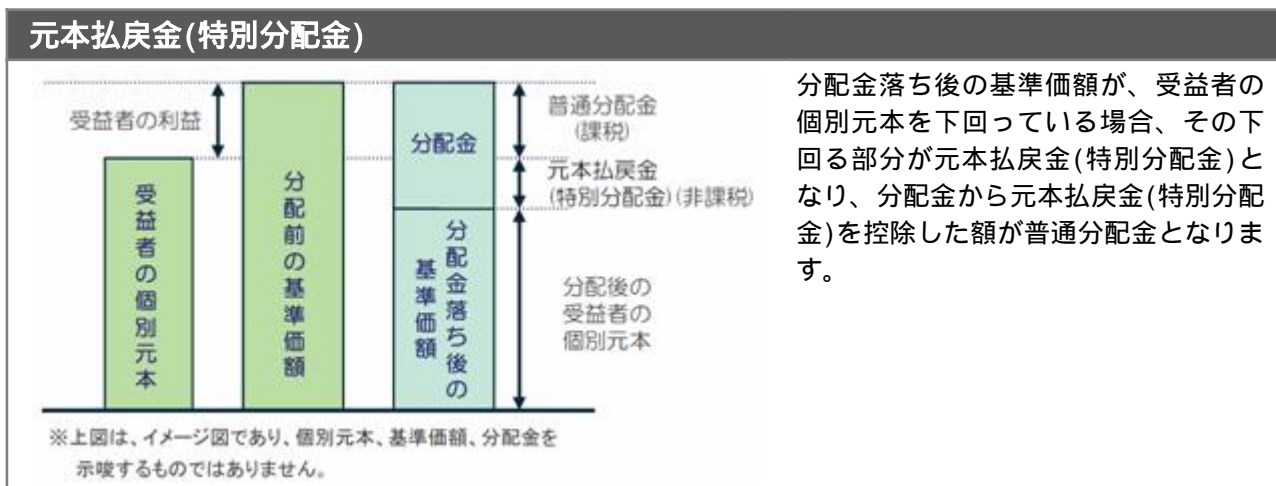 元本払戻金(特別分配金)
受益者の利益
受益者の個別元本
分配前の基準価額
分配金
分配金落ち後の
基準価額
普通分配金
(課税)
元本払戻金
(特別分配金)(非課税)
分配後の
受益者の
個別元本
※上図は、イメージ図であり、個別元本、基準価額、分配金を
示唆するものではありません。
分配金落ち後の基準価額が、受益者の
個別元本を下回っている場合、その下
回る部分が元本払戻金(特別分配金)と
なり、分配金から元本払戻金(特別分配
金)を控除した額が普通分配金となりま
す。